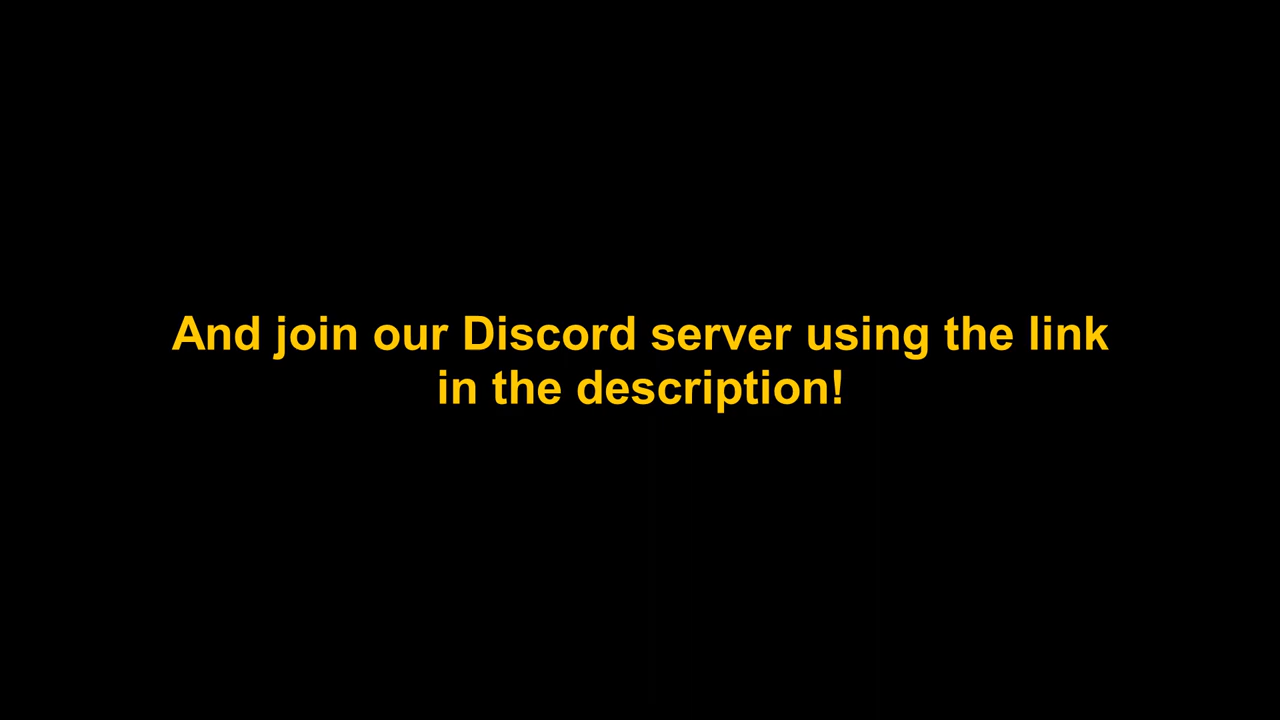 And join our Discord server using the link
in the description!